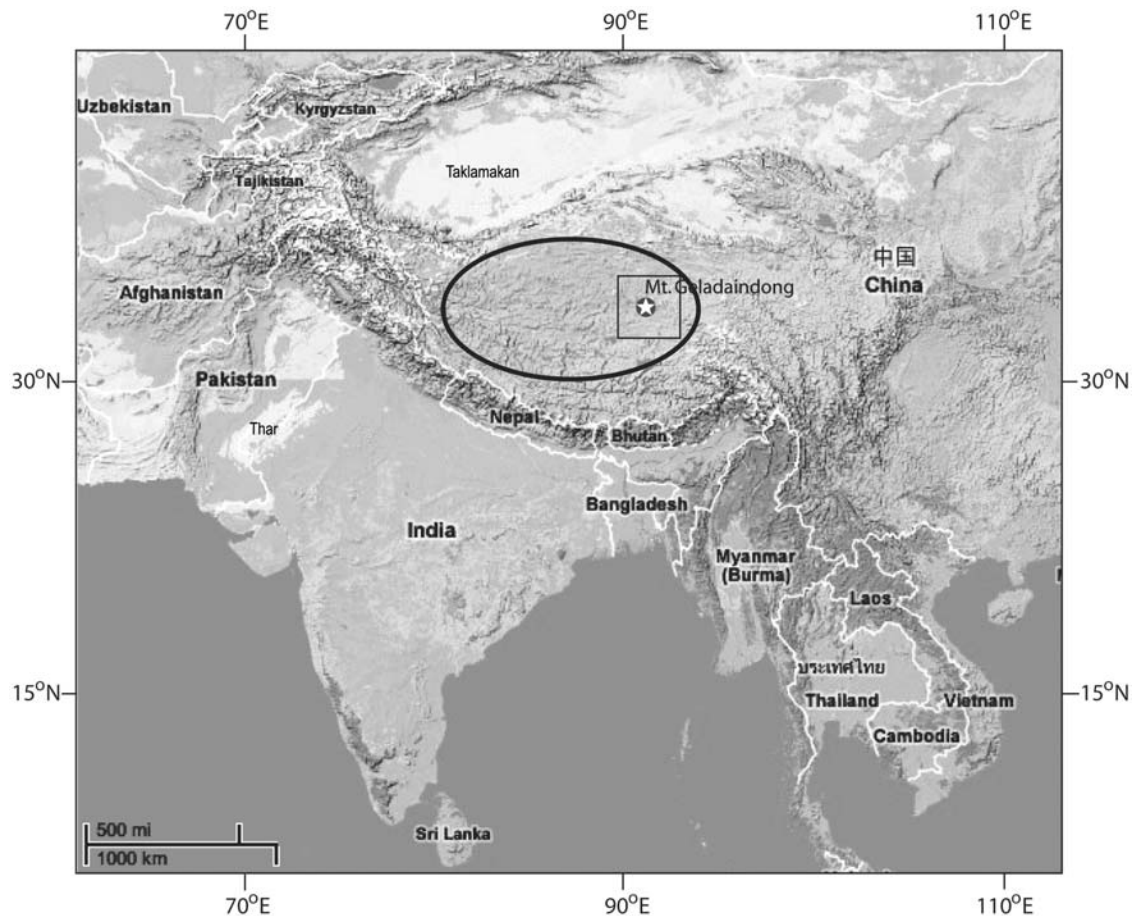 70°E 90°E 110°E
Uzbekistan
Kyrgyzstan
Taklamakan
Tajikistan
中国
China
Mt. Geladaindong
Afghanistan
30°N 30°N
Pakistan
Nepal
Thar
Bhutan
Bangladesh
India
Myanmar
(Burma)
Laos
ประเทศไทย
15°N 15°N
Thailand
Vietnam
Cambodia
500 mi
1000 km
Sri Lanka
70°E 90°E 110°E